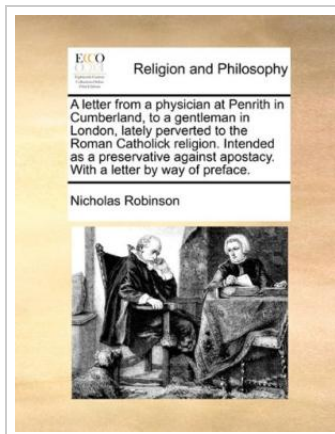 ECCO
Religion and Philosophy
A letter from a physician at Penrith in
Cumberland, to a gentleman in
London, lately perverted to the
Roman Catholick religion. Intended
as a preservative against apostacy.
With a letter by way of preface.
Nicholas Robinson